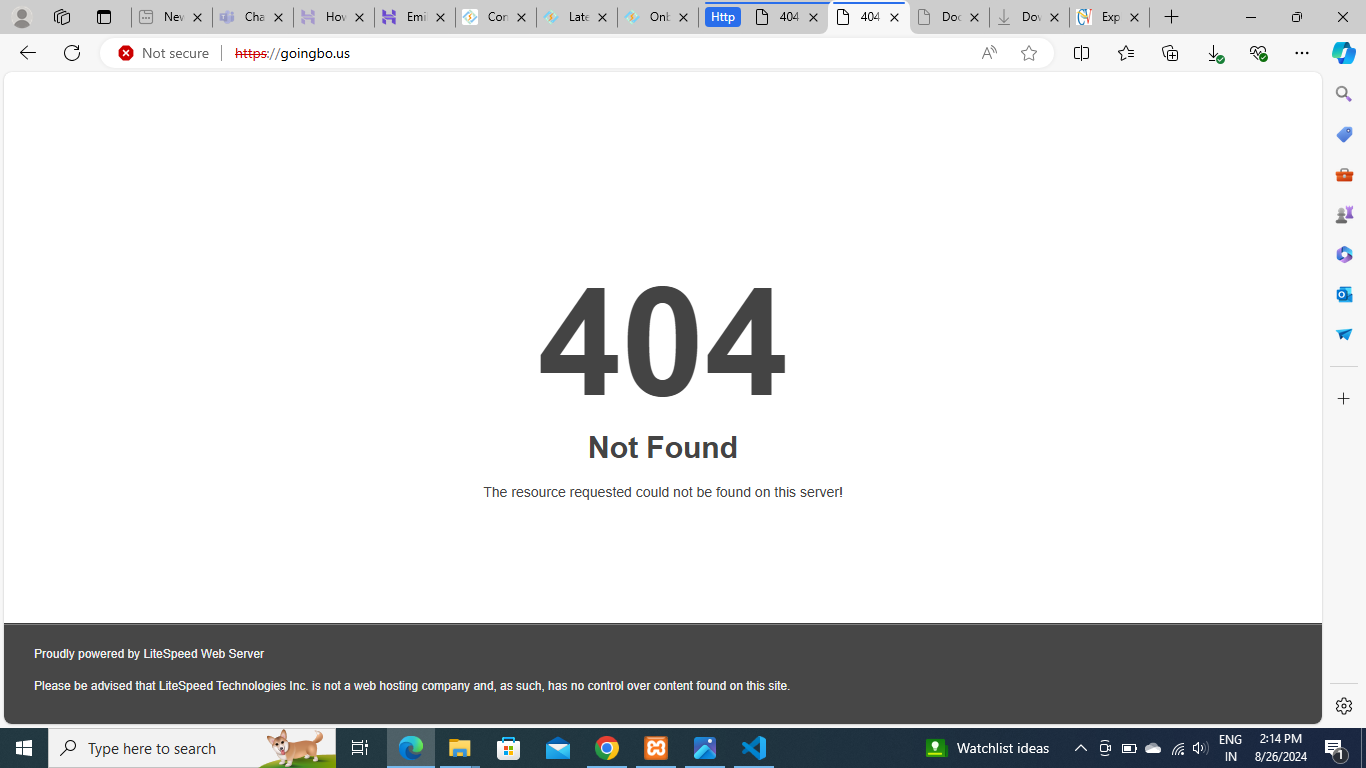 New
Cha
Hov
Emi
Con
Late
Onb
Http
404
404
Doc
Dov
Exp
Not secure
https://goingbo.us
404
Not Found
The resource requested could not be found on this server!
Proudly powered by LiteSpeed Web Server
Please be advised that LiteSpeed Technologies Inc. is not a web hosting company and, as such, has no control over content found on this site.
Type here to search
Watchlist ideas
ENG
IN
2:14 PM
8/26/2024
1